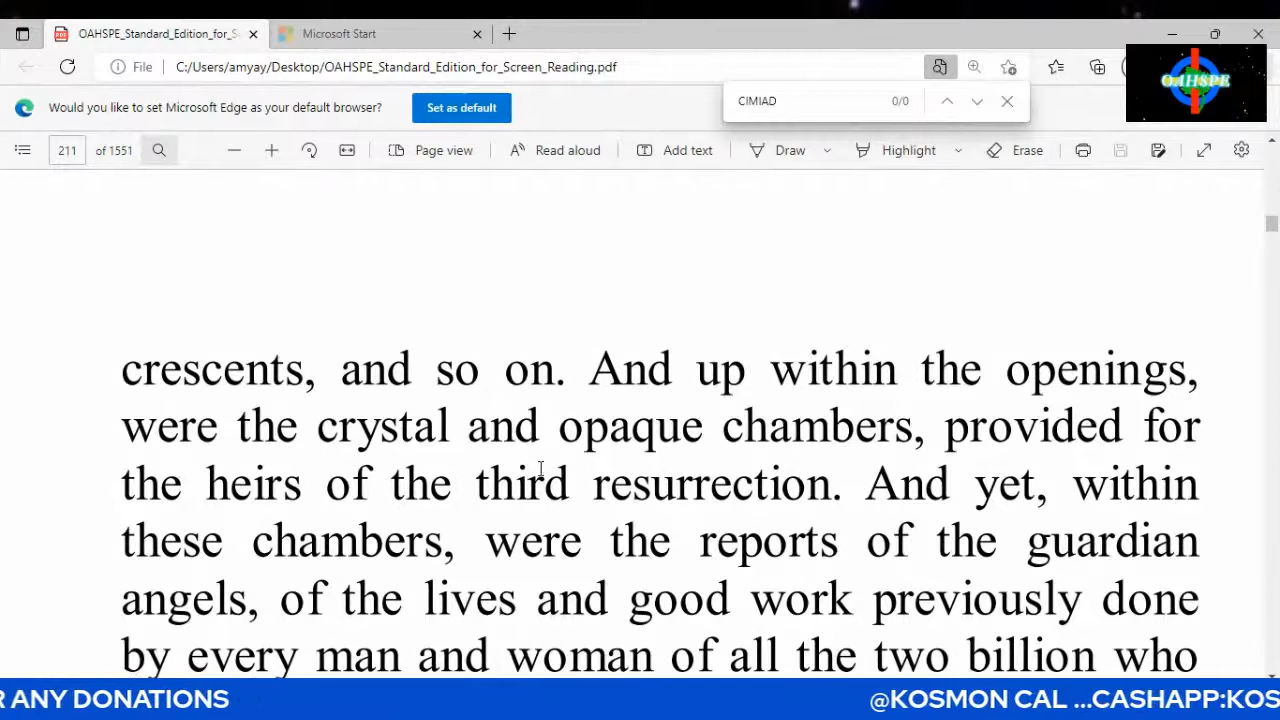 OAHSPE_Standard_Edition_for_S
Microsoft Start
File C:/Users/amyay/Desktop/OAHSPE_Standard_Edition_for_Screen_Reading.pdf
OAHSPE
Would you like to set Microsoft Edge as your default browser? Set as default
CIMIAD 0/0
211 of 1551 Page view Read aloud Add text Draw Highlight Erase
crescents, and so on. And up within the openings,
were the crystal and opaque chambers, provided for
the heirs of the third resurrection. And yet, within
these chambers, were the reports of the guardian
angels, of the lives and good work previously done
by every man and woman of all the two billion who
R ANY DONATIONS @KOSMON CAL ...CASHAPP:KOS